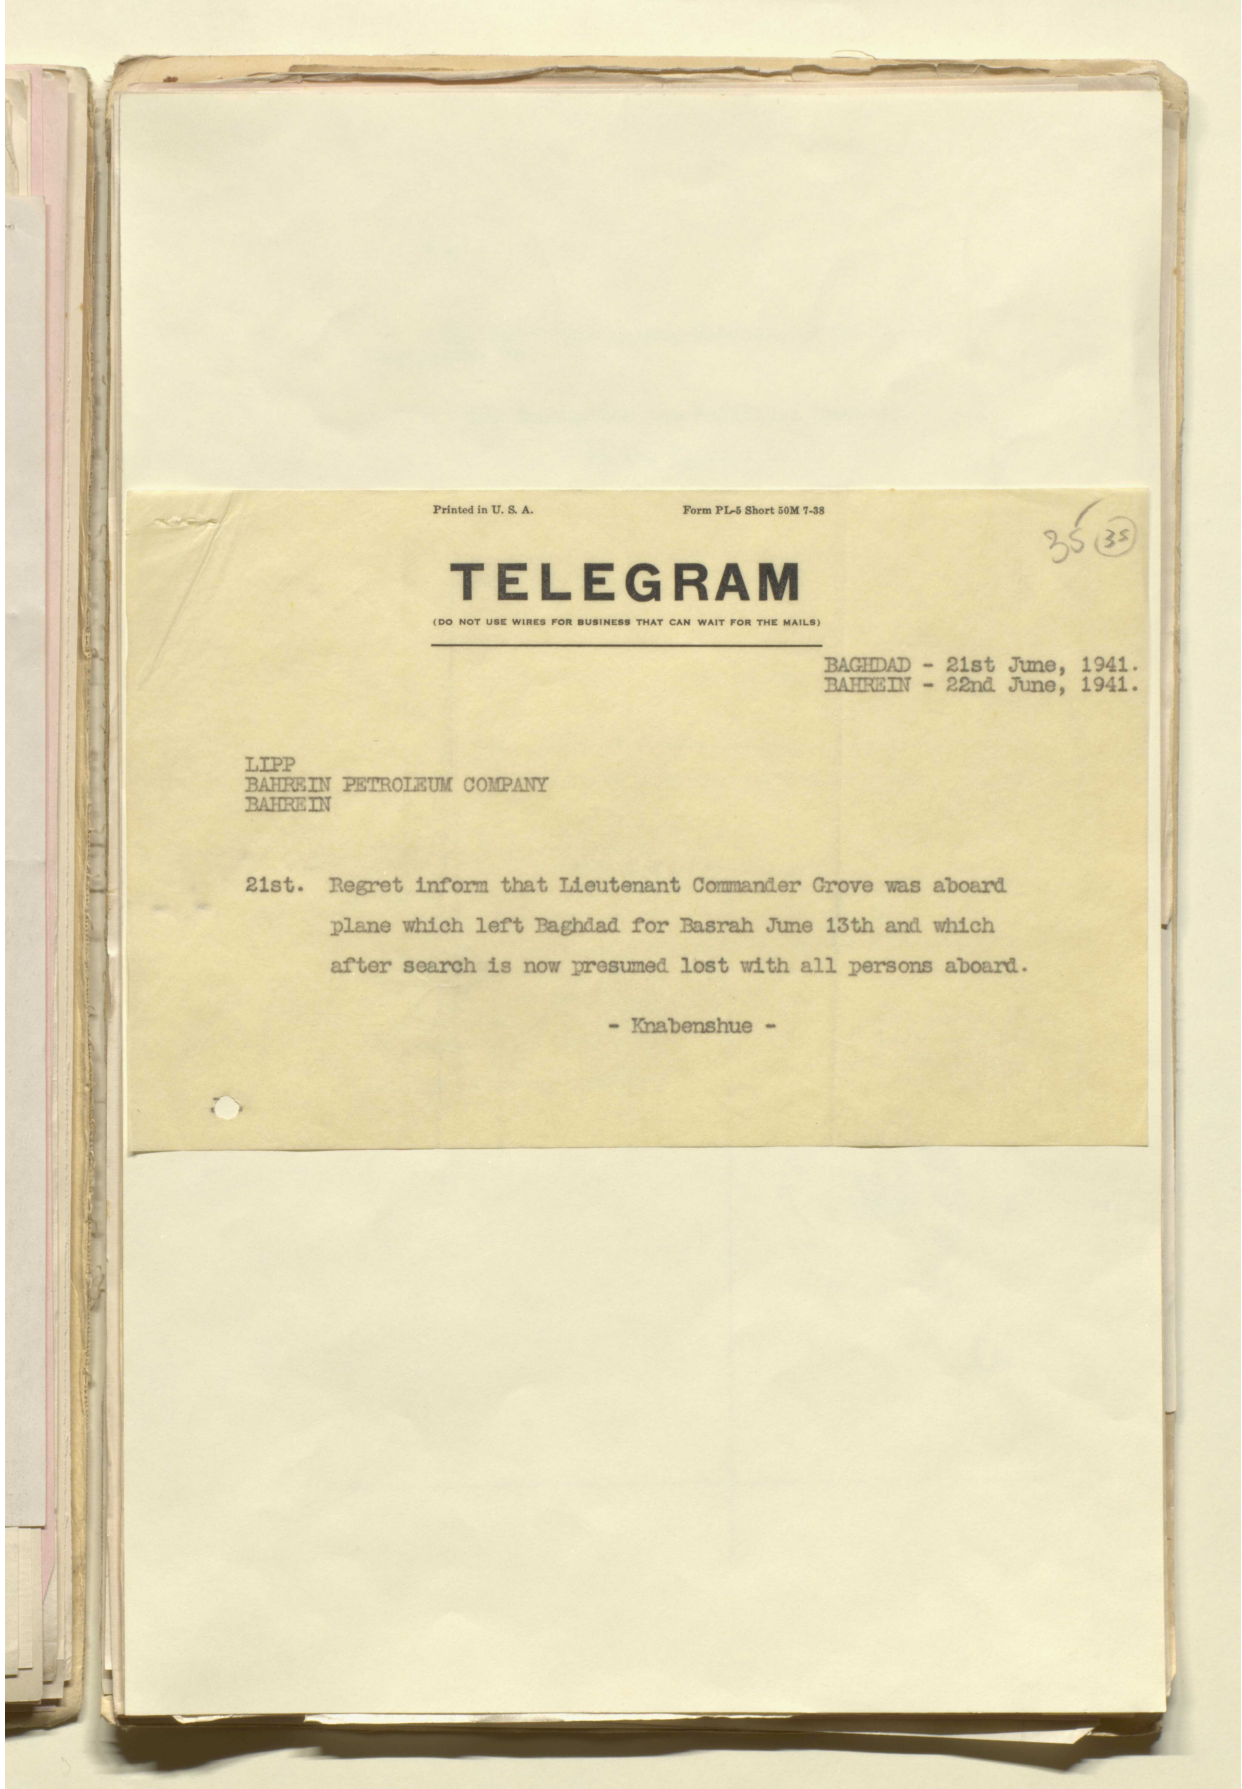 Printed in U. S. A. Form PL-5 Short 50M 7-38
35 35
TELEGRAM
(DO NOT USE WIRES FOR BUSINESS THAT CAN WAIT FOR THE MAILS)
BAGHDAD - 21st June, 1941.
BAHREIN - 22nd June, 1941.
LIPP
BAHREIN PETROLEUM COMPANY
BAHREIN
21st. Regret inform that Lieutenant Commander Grove was aboard
plane which left Baghdad for Basrah June 13th and which
after search is now presumed lost with all persons aboard.
- Knabenshue -